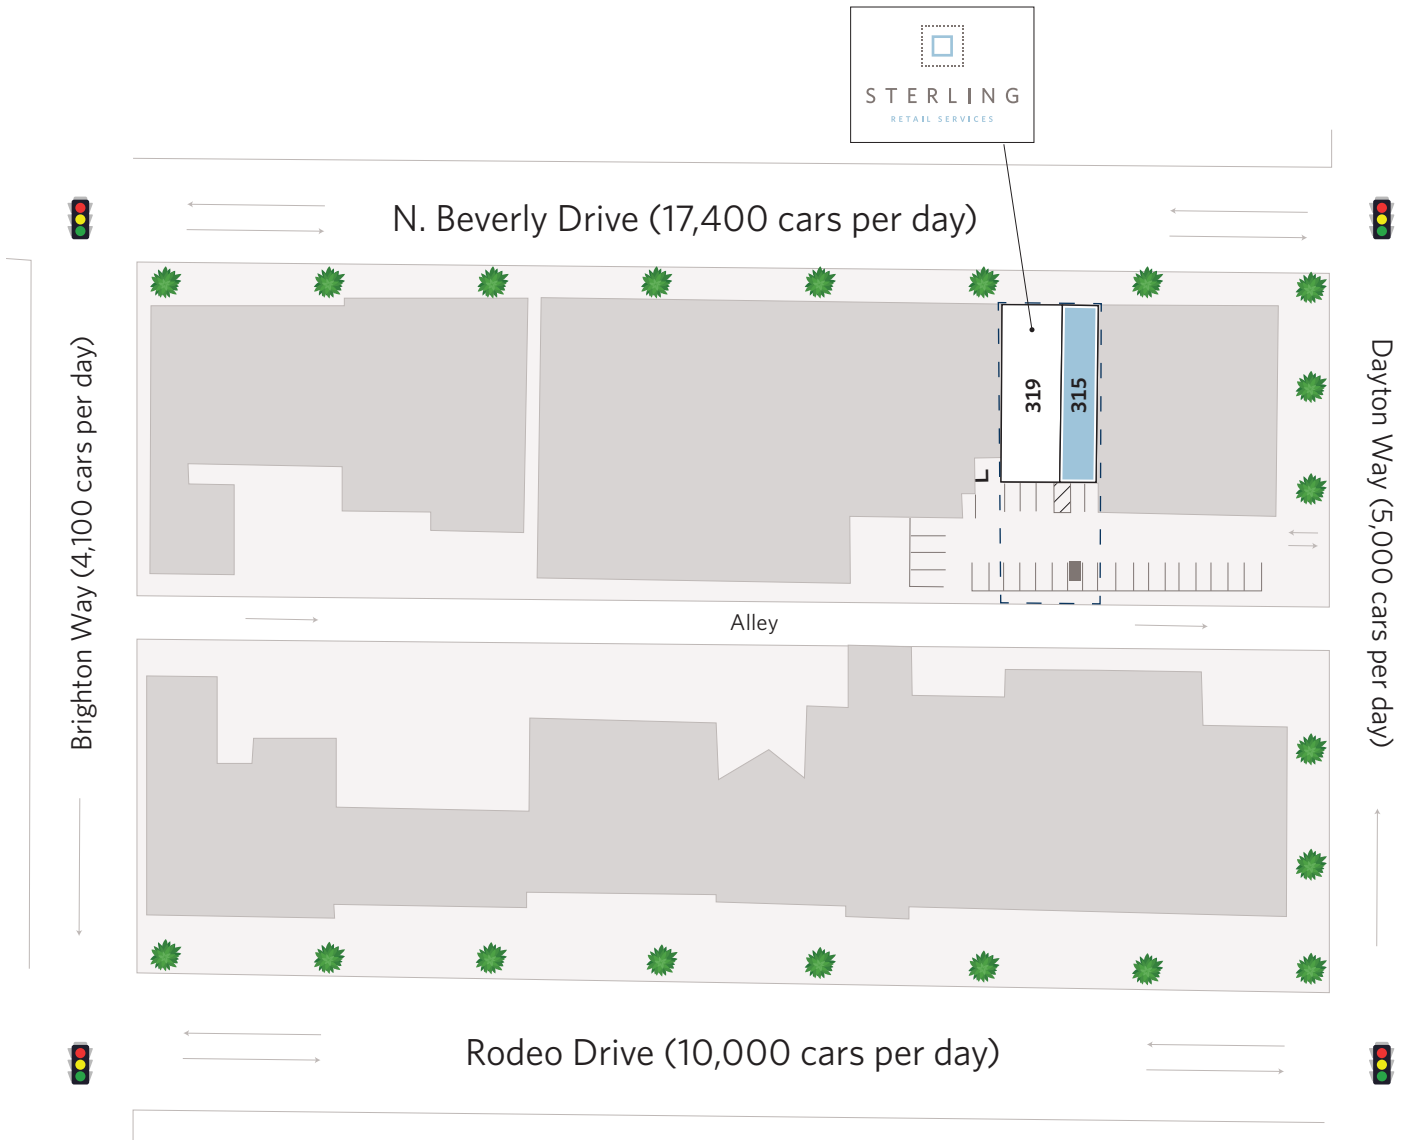 STERLING
RETAIL SERVICES
N. Beverly Drive (17,400 cars per day)
Brighton Way (4,100 cars per day)
319
315
Dayton Way (5,000 cars per day)
Alley
Rodeo Drive (10,000 cars per day)